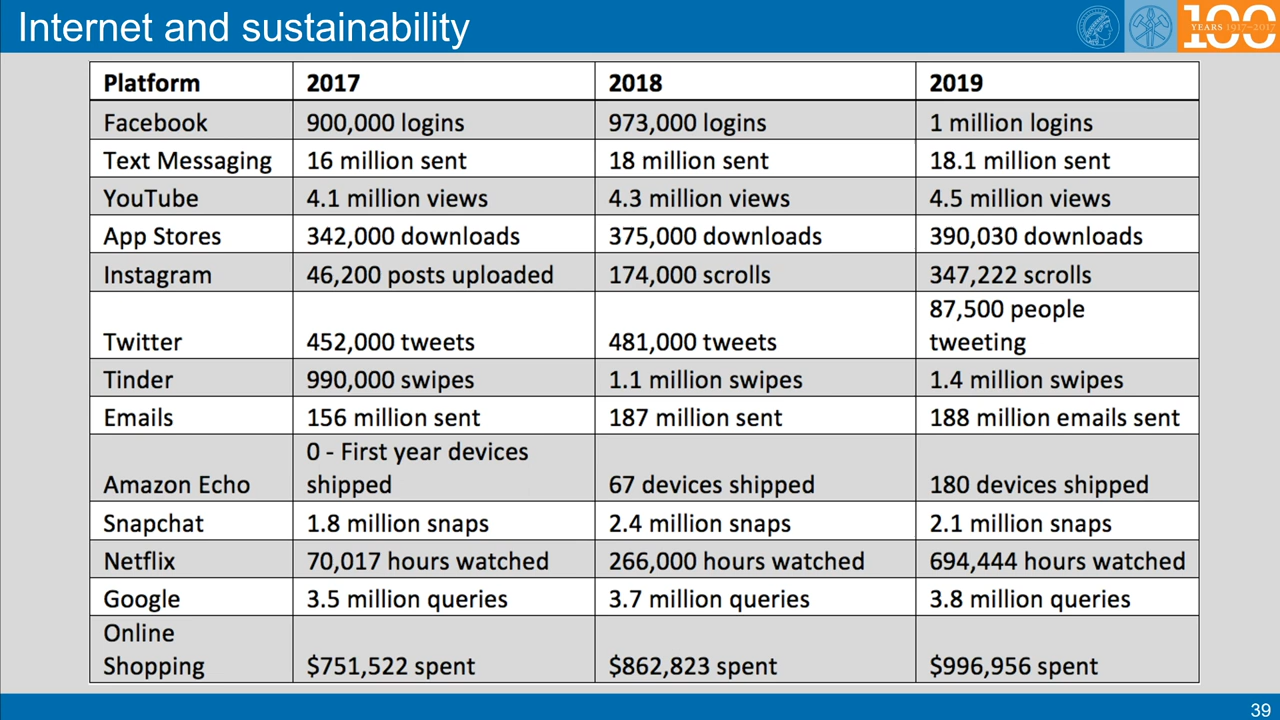 Internet and sustainability
100
YEARS 1917–2017
Platform 2017 2018 2019
Facebook 900,000 logins 973,000 logins 1 million logins
Text Messaging 16 million sent 18 million sent 18.1 million sent
YouTube 4.1 million views 4.3 million views 4.5 million views
App Stores 342,000 downloads 375,000 downloads 390,030 downloads
Instagram 46,200 posts uploaded 174,000 scrolls 347,222 scrolls
87,500 people
Twitter 452,000 tweets 481,000 tweets tweeting
Tinder 990,000 swipes 1.1 million swipes 1.4 million swipes
Emails 156 million sent 187 million sent 188 million emails sent
0 - First year devices
Amazon Echo shipped 67 devices shipped 180 devices shipped
Snapchat 1.8 million snaps 2.4 million snaps 2.1 million snaps
Netflix 70,017 hours watched 266,000 hours watched 694,444 hours watched
Google 3.5 million queries 3.7 million queries 3.8 million queries
Online
Shopping $751,522 spent $862,823 spent $996,956 spent
39